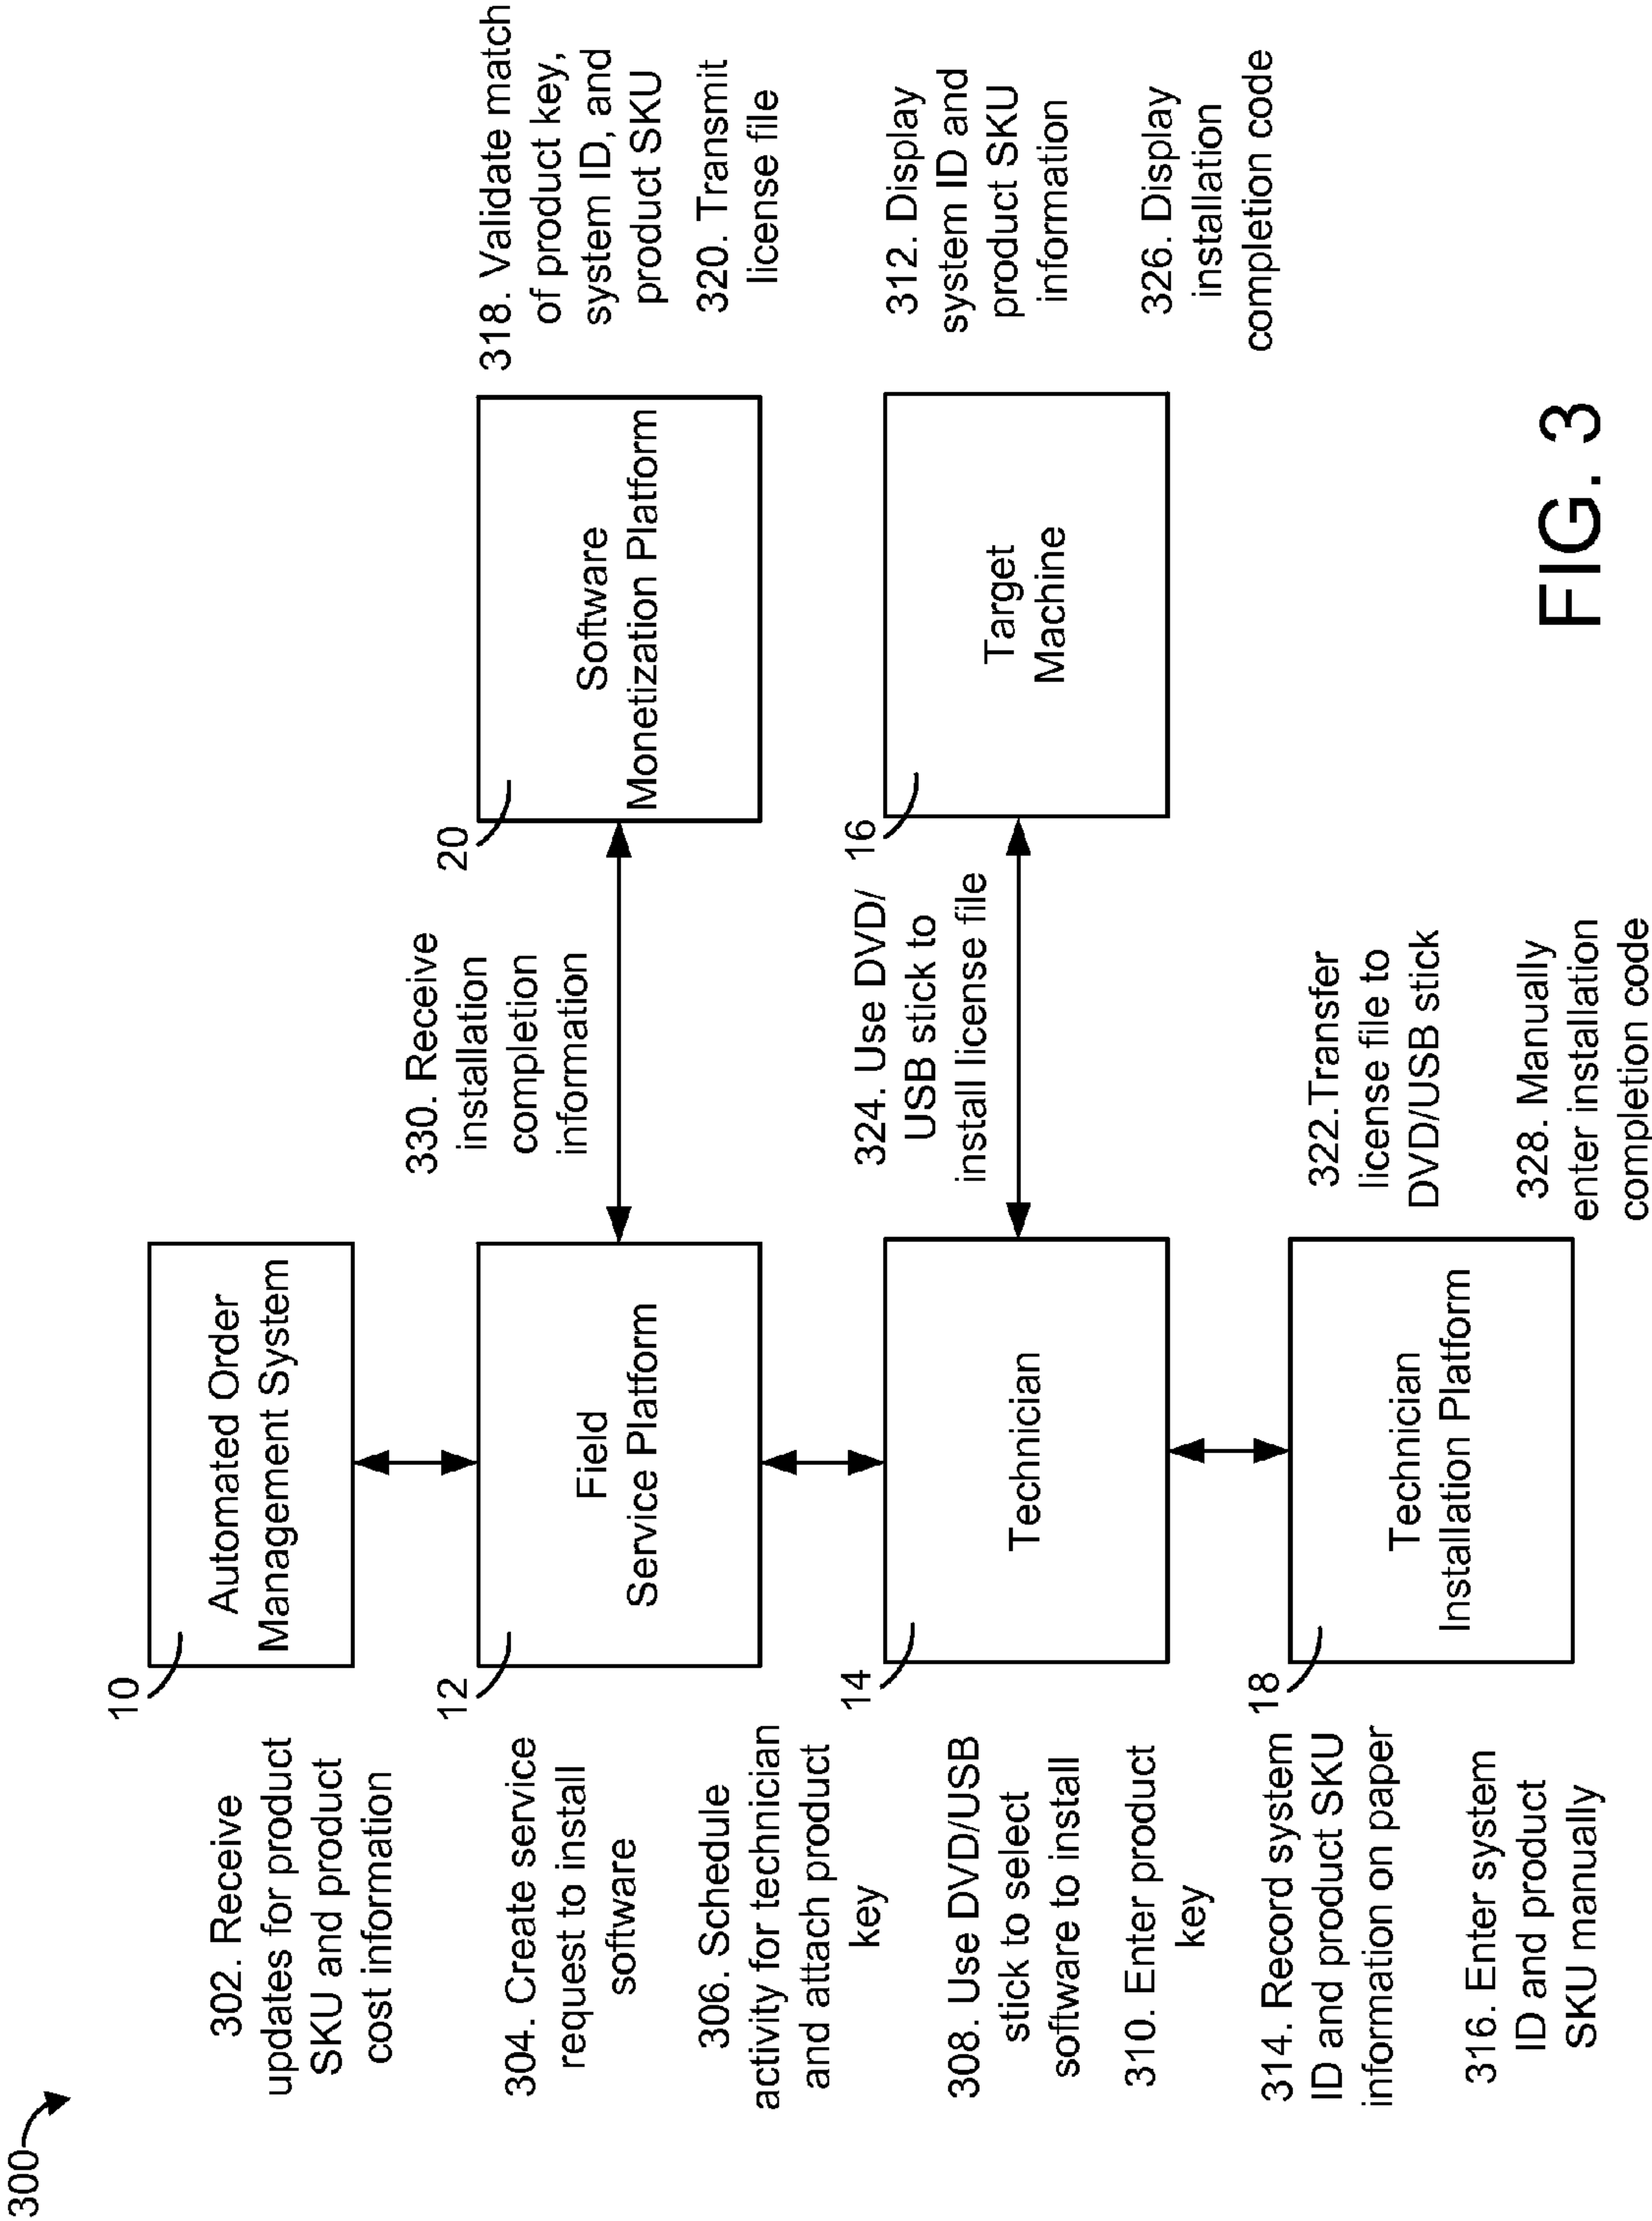 300
10
302. Receive
updates for product
SKU and product
cost information
Automated Order
Management System
12
304. Create service
request to install
software
306. Schedule
activity for technician
and attach product
key
Field
Service Platform
330. Receive
installation
completion
information
20
Software
Monetization Platform
318. Validate match
of product key,
system ID, and
product SKU
320. Transmit
license file
14
308. Use DVD/USB
stick to select
software to install
310. Enter product
key
Technician
324. Use DVD/
USB stick to
install license file
16
Target
Machine
312. Display
system ID and
product SKU
information
326. Display
installation
completion code
18
314. Record system
ID and product SKU
information on paper
316. Enter system
ID and product
SKU manually
Technician
Installation Platform
322.Transfer
license file to
DVD/USB stick
328. Manually
enter installation
completion code
FIG. 3